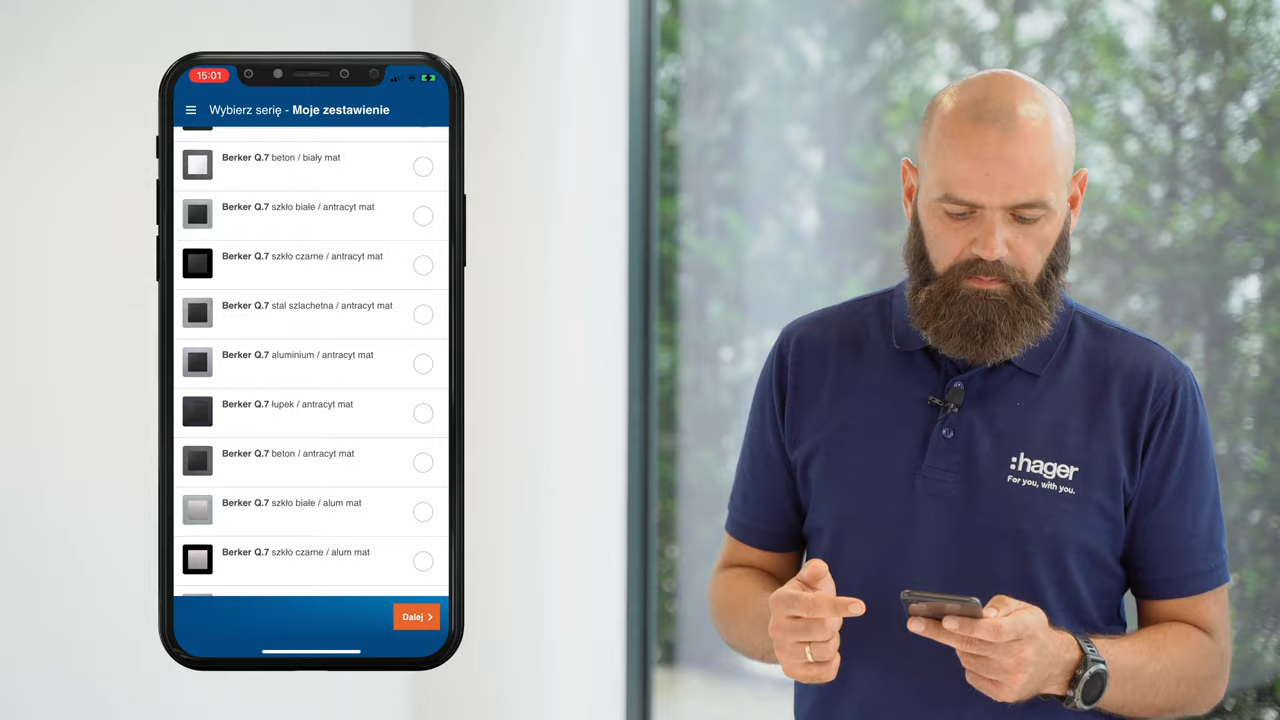 15:01
Wybierz serię - Moje zestawienie
Berker Q.7 beton / biały mat
Berker Q.7 szkło białe / antracyt mat
Berker Q.7 szkło czarne / antracyt mat
Berker Q.7 stal szlachetna / antracyt mat
Berker Q.7 aluminium / antracyt mat
Berker Q.7 łupek / antracyt mat
Berker Q.7 beton / antracyt mat
Berker Q.7 szkło białe / alum mat
Berker Q.7 szkło czarne / alum mat
Dalej
:hager
For you, with you.